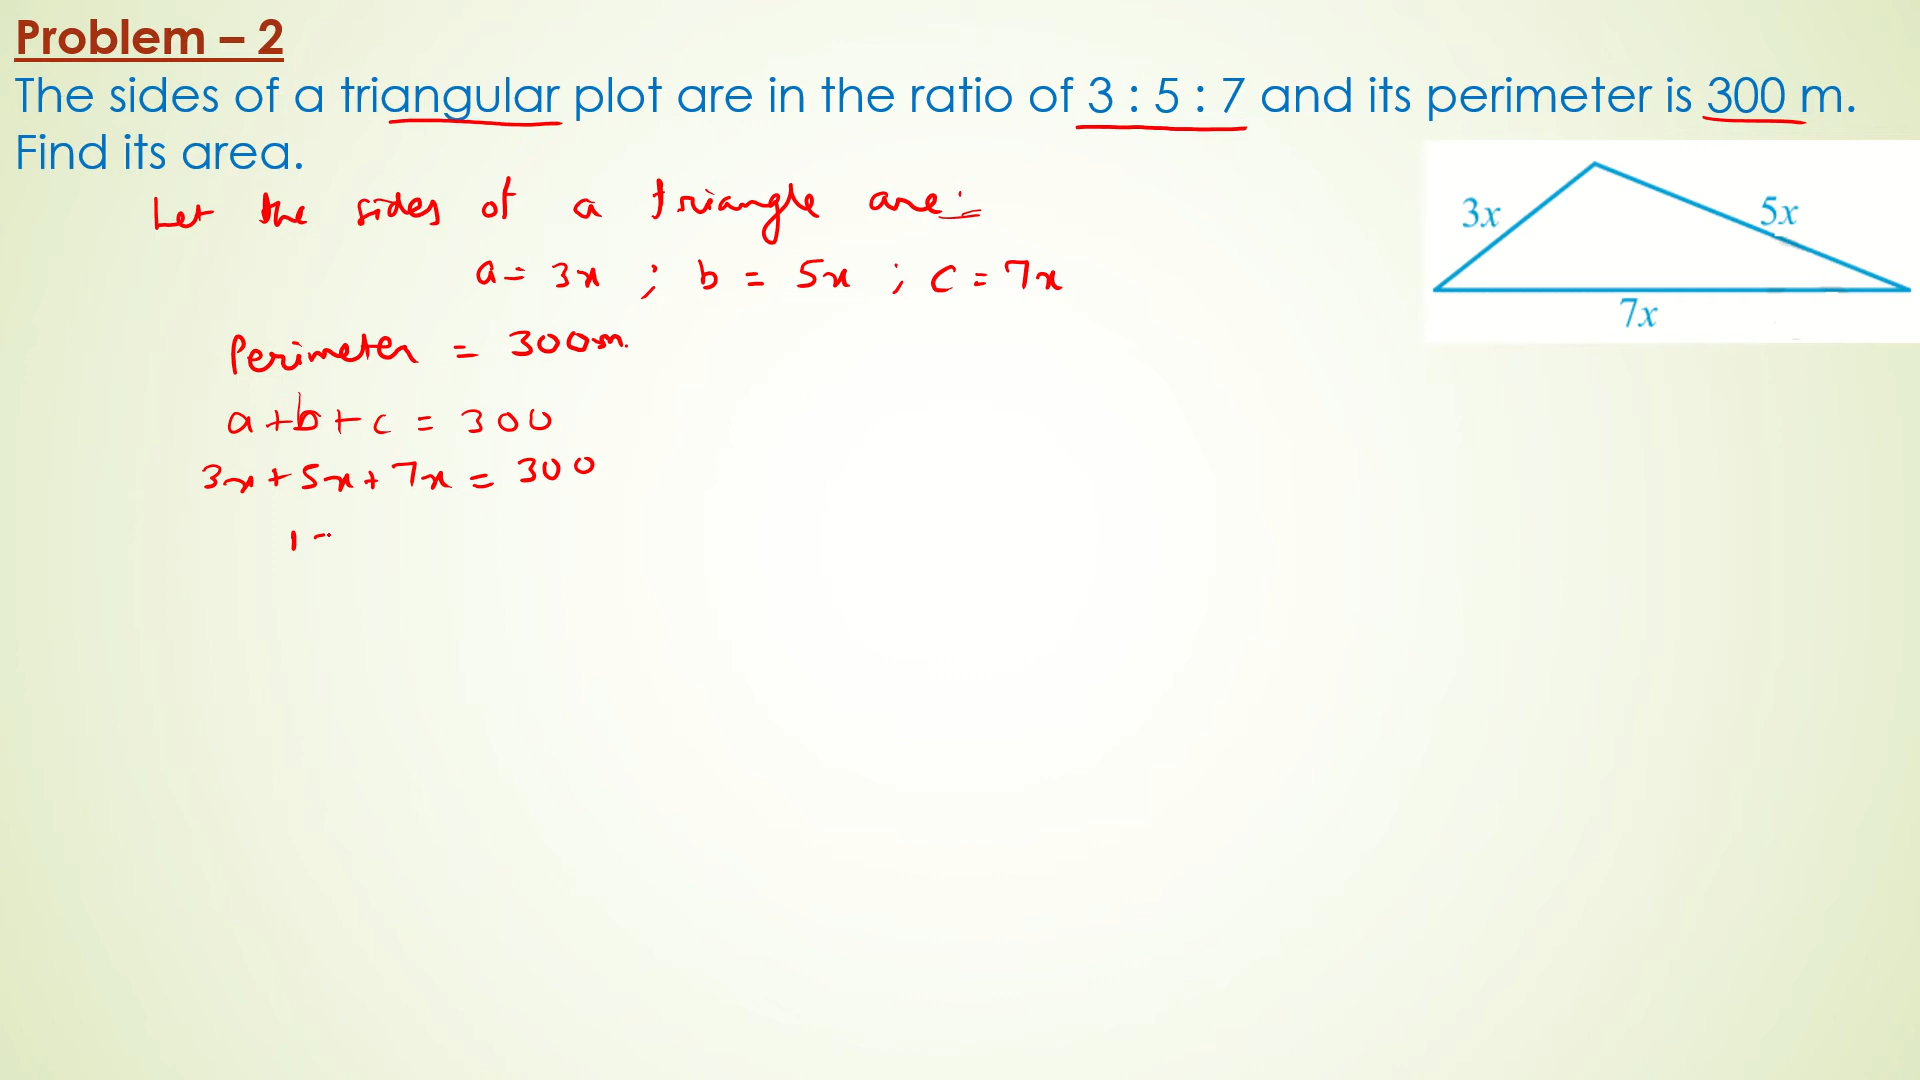 Problem – 2
The sides of a triangular plot are in the ratio of 3 : 5 : 7 and its perimeter is 300 m.
Find its area.
Let the sides of a triangle are:-
a = 3x ; b = 5x ; c = 7x
Perimeter = 300m.
a+b+c = 300
3x+5x+7x = 300
1
3x
5x
7x